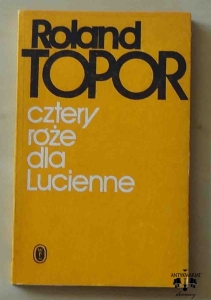 Roland
TOPOR
cztery
róże
dla
Lucienne